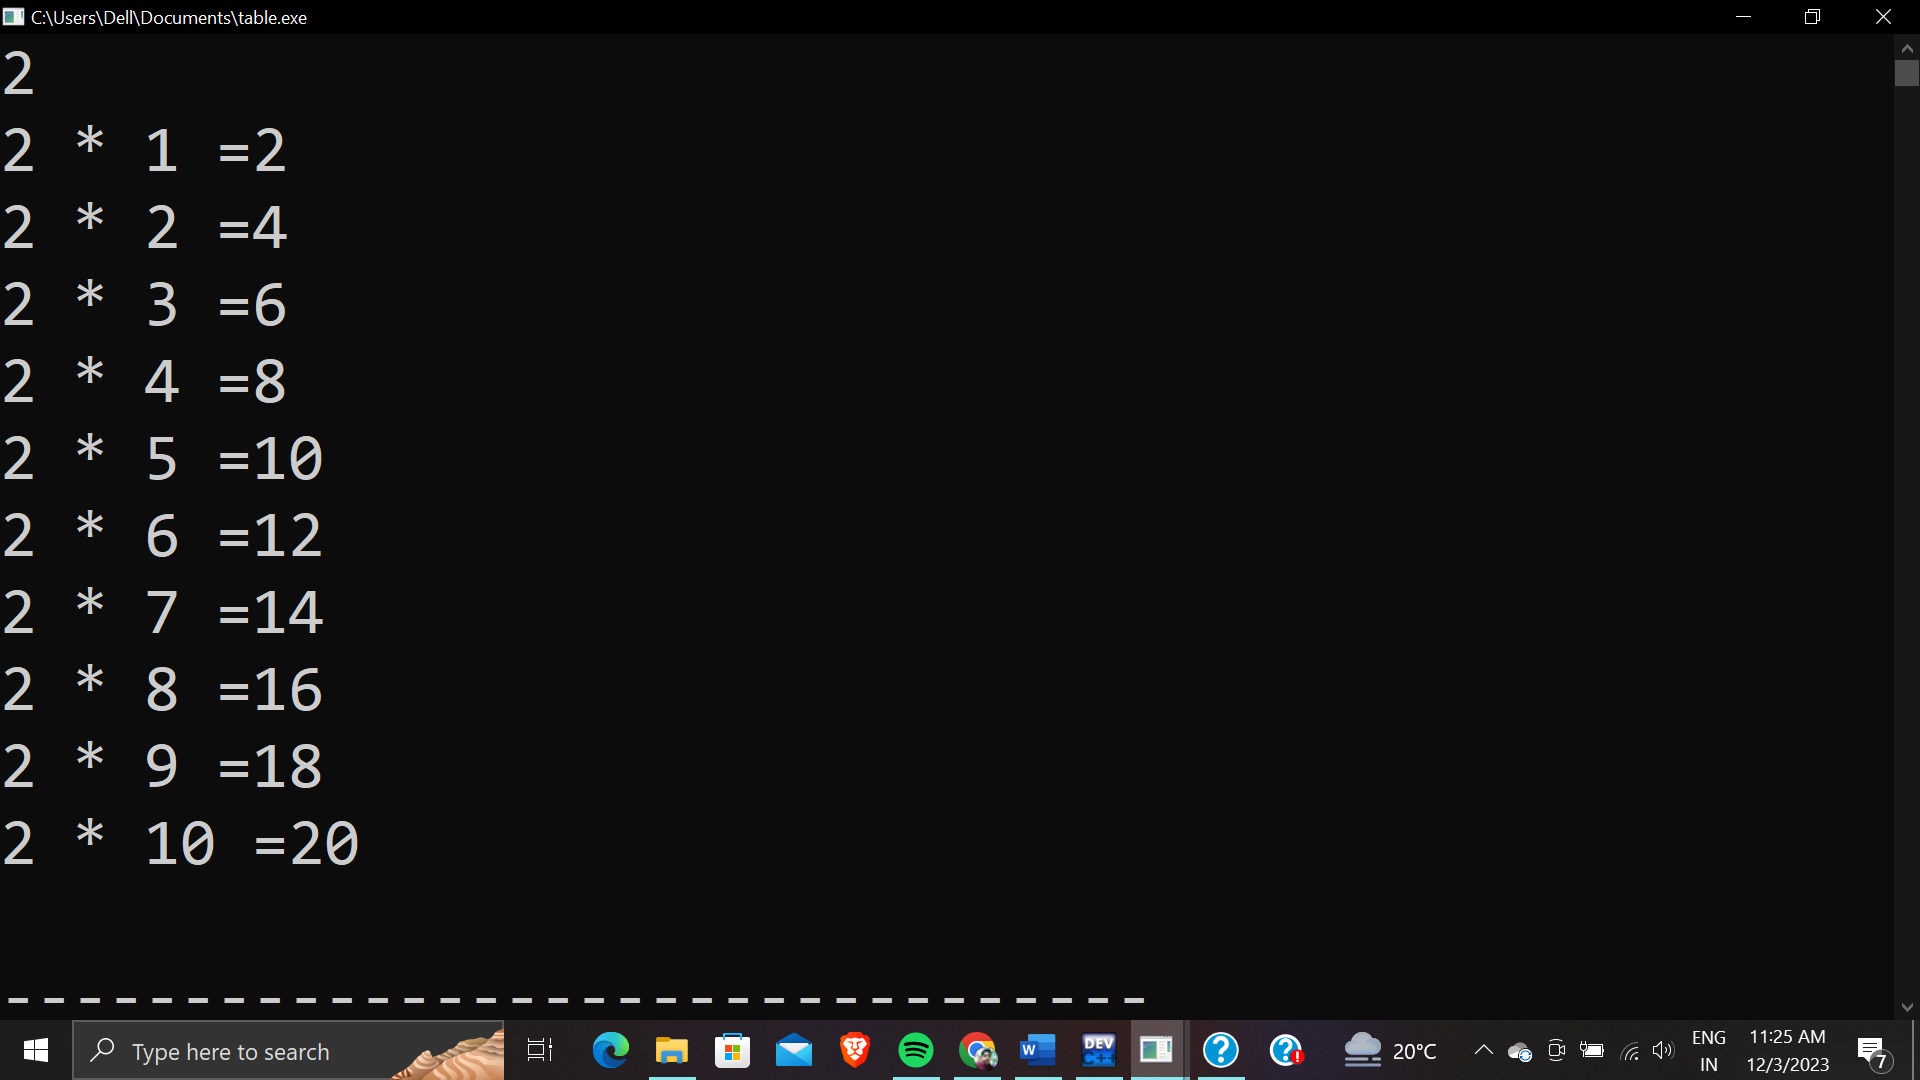 C:\Users\Dell\Documents\table.exe
2
2 * 1 =2
2 * 2 =4
2 * 3 =6
2 * 4 =8
2 * 5 =10
2 * 6 =12
2 * 7 =14
2 * 8 =16
2 * 9 =18
2 * 10 =20
--------------------------------
Type here to search
W
DEV
C++
20°C
ENG
IN
11:25 AM
12/3/2023
7